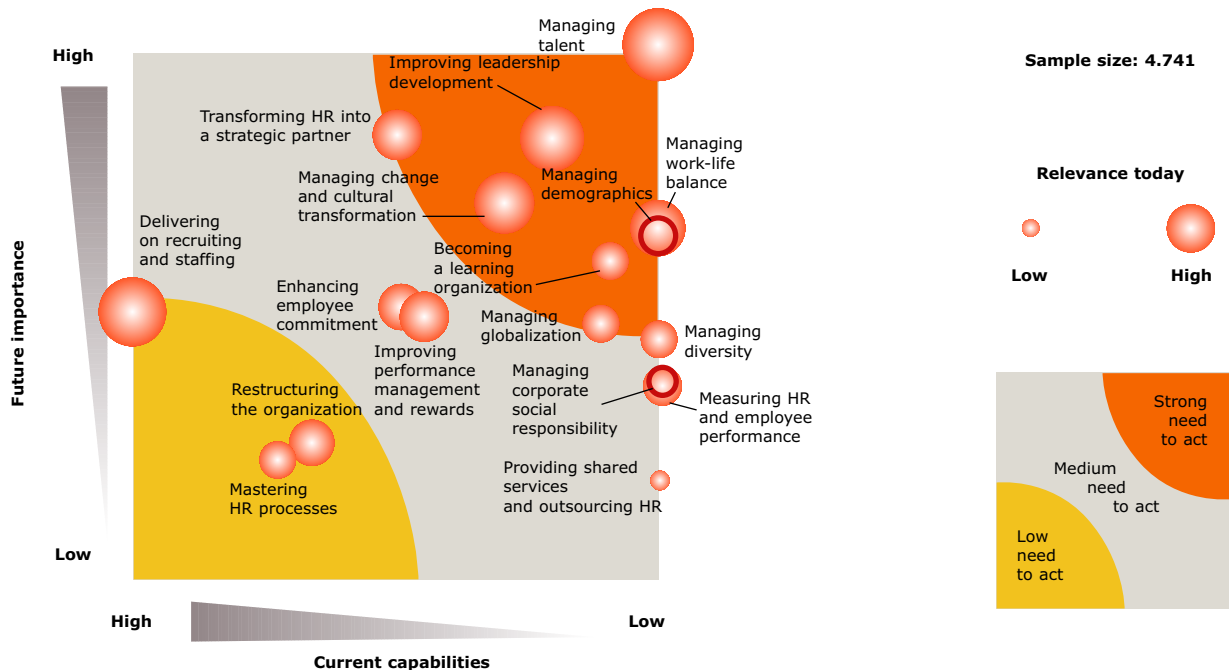 High
Future importance
Low
High
Low
Current capabilities
Managing
talent
Improving leadership
development
Transforming HR into
a strategic partner
Managing
work-life
balance
Managing change
and cultural
transformation
Managing
demographics
Delivering
on recruiting
and staffing
Becoming
a learning
organization
Enhancing
employee
commitment
Managing
globalization
Managing
diversity
Improving
performance
management
and rewards
Managing
corporate
social
responsibility
Measuring HR
and employee
performance
Restructuring
the organization
Mastering
HR processes
Providing shared
services
and outsourcing HR
Sample size: 4.741
Relevance today
Low
High
Strong
need
to act
Medium
need
to act
Low
need
to act